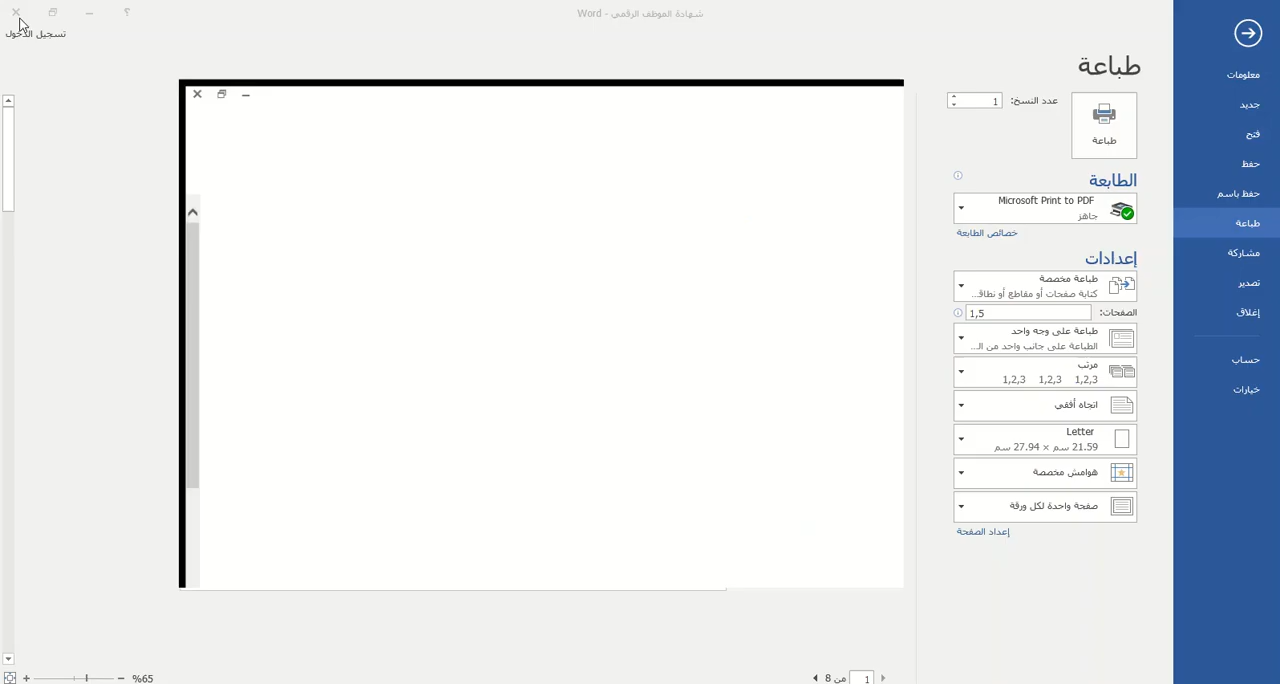 شهادة الموظف الرقمي - Word
?
تسجيل الدخول
معلومات
جديد
فتح
حفظ
حفظ باسم
طباعة
مشاركة
تصدير
إغلاق
حساب
خيارات
طباعة
طباعة
عدد النسخ: 1
الطابعة
Microsoft Print to PDF
جاهز
خصائص الطابعة
إعدادات
طباعة مخصصة
كتابة صفحات أو مقاطع أو نطاق...
الصفحات: 1,5
طباعة على وجه واحد
الطباعة على جانب واحد من ال...
مرتب
1,2,3 1,2,3 1,2,3
اتجاه أفقي
Letter
21.59 سم × 27.94 سم
هوامش مخصصة
صفحة واحدة لكل ورقة
إعداد الصفحة
1 من 8
%65